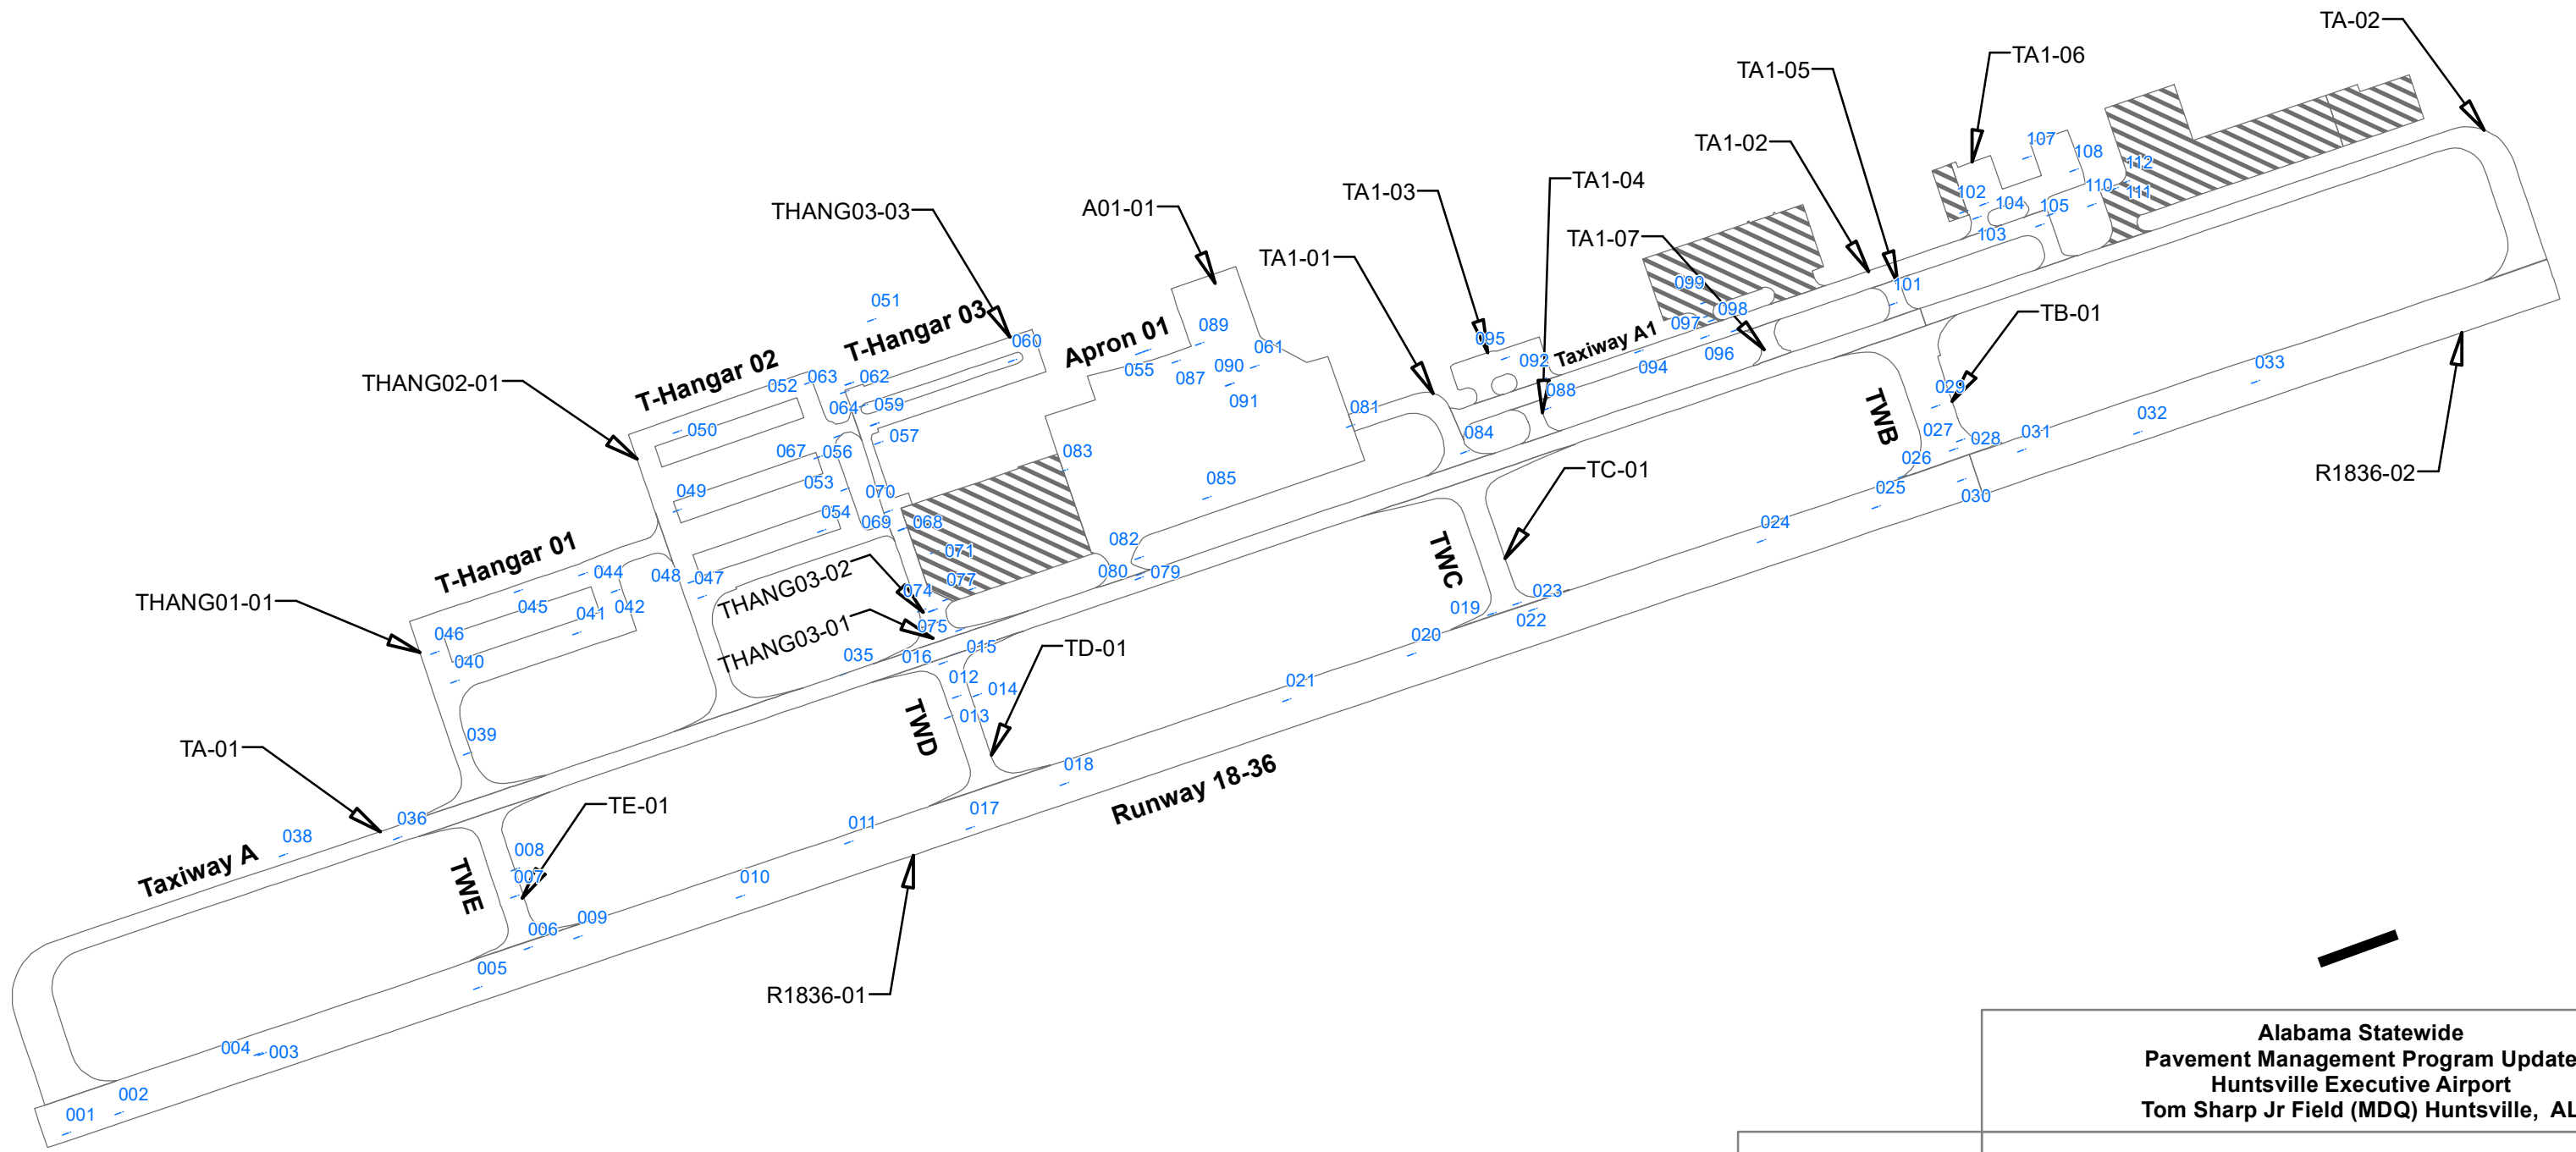 TA-02
TA1-06
TA1-05
TA1-02
TA1-04
TA1-03
TA1-07
TA1-01
A01-01
THANG03-03
THANG02-01
THANG01-01
TA-01
TE-01
TD-01
TC-01
TB-01
R1836-02
R1836-01
THANG03-02
THANG03-01
T-Hangar 03
T-Hangar 02
T-Hangar 01
Apron 01
Taxiway A1
Taxiway A
Runway 18-36
TWB
TWC
TWD
TWE
001
002
003
004
005
006
007
008
009
010
011
012
013
014
015
016
017
018
019
020
021
022
023
024
025
026
027
028
029
030
031
032
033
035
036
038
039
040
041
042
044
045
046
047
048
049
050
051
052
053
054
055
056
057
059
060
061
062
063
064
067
068
069
070
071
074
075
077
079
080
081
082
083
084
085
087
088
089
090
091
092
094
095
096
097
098
099
101
102
103
104
105
107
108
110
111
112
Alabama Statewide
Pavement Management Program Update
Huntsville Executive Airport
Tom Sharp Jr Field (MDQ) Huntsville, AL